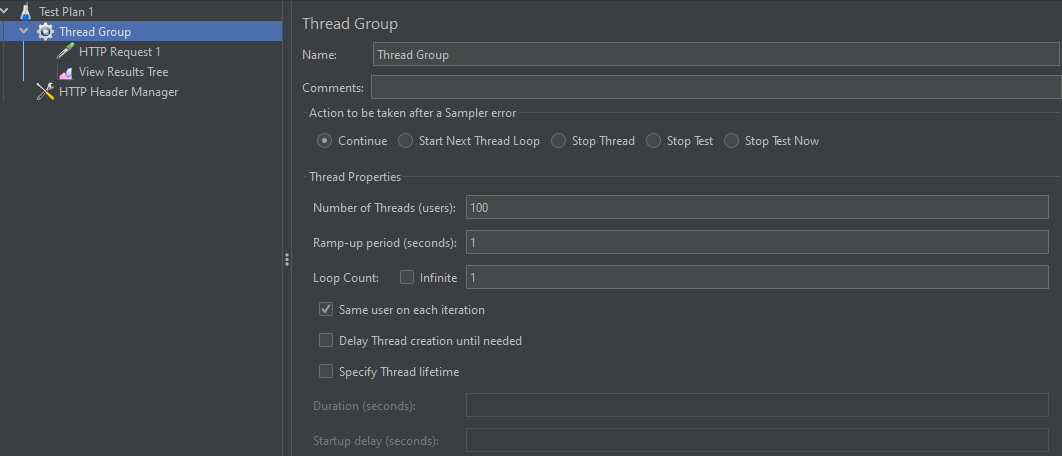 Test Plan 1
Thread Group
HTTP Request 1
View Results Tree
HTTP Header Manager
Thread Group
Name: Thread Group
Comments:
Action to be taken after a Sampler error
Continue Start Next Thread Loop Stop Thread Stop Test Stop Test Now
Thread Properties
Number of Threads (users): 100
Ramp-up period (seconds): 1
Loop Count: Infinite 1
Same user on each iteration
Delay Thread creation until needed
Specify Thread lifetime
Duration (seconds):
Startup delay (seconds):